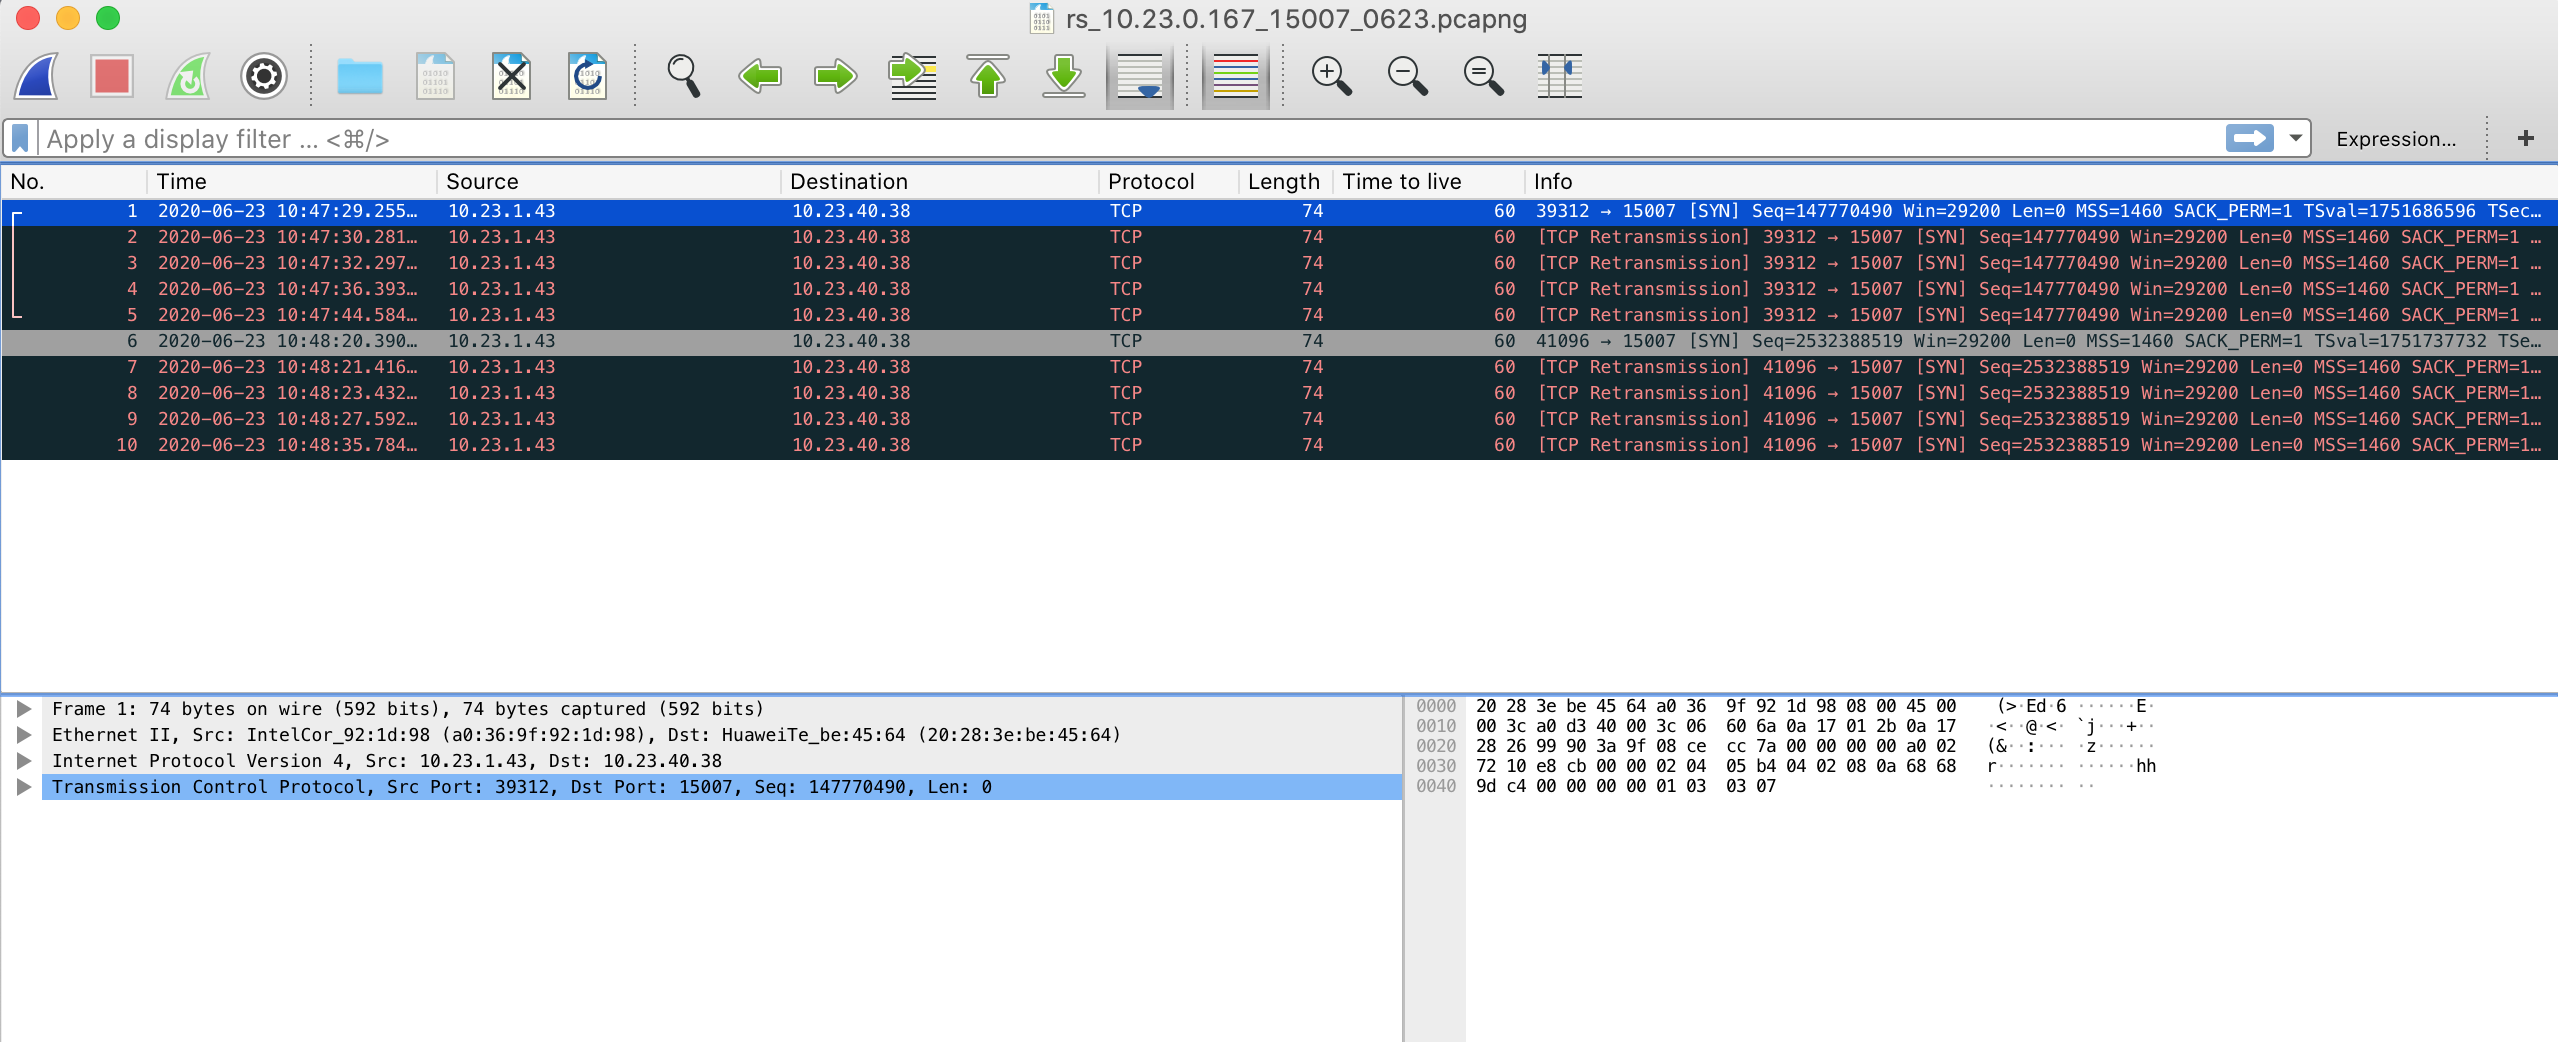 rs_10.23.0.167_15007_0623.pcapng
Apply a display filter ... <⌘/>
Expression...
+
No. Time Source Destination Protocol Length Time to live Info
1 2020-06-23 10:47:29.255… 10.23.1.43 10.23.40.38 TCP 74 60 39312 → 15007 [SYN] Seq=147770490 Win=29200 Len=0 MSS=1460 SACK_PERM=1 TSval=1751686596 TSec…
2 2020-06-23 10:47:30.281… 10.23.1.43 10.23.40.38 TCP 74 60 [TCP Retransmission] 39312 → 15007 [SYN] Seq=147770490 Win=29200 Len=0 MSS=1460 SACK_PERM=1 …
3 2020-06-23 10:47:32.297… 10.23.1.43 10.23.40.38 TCP 74 60 [TCP Retransmission] 39312 → 15007 [SYN] Seq=147770490 Win=29200 Len=0 MSS=1460 SACK_PERM=1 …
4 2020-06-23 10:47:36.393… 10.23.1.43 10.23.40.38 TCP 74 60 [TCP Retransmission] 39312 → 15007 [SYN] Seq=147770490 Win=29200 Len=0 MSS=1460 SACK_PERM=1 …
5 2020-06-23 10:47:44.584… 10.23.1.43 10.23.40.38 TCP 74 60 [TCP Retransmission] 39312 → 15007 [SYN] Seq=147770490 Win=29200 Len=0 MSS=1460 SACK_PERM=1 …
6 2020-06-23 10:48:20.390… 10.23.1.43 10.23.40.38 TCP 74 60 41096 → 15007 [SYN] Seq=2532388519 Win=29200 Len=0 MSS=1460 SACK_PERM=1 TSval=1751737732 TSe…
7 2020-06-23 10:48:21.416… 10.23.1.43 10.23.40.38 TCP 74 60 [TCP Retransmission] 41096 → 15007 [SYN] Seq=2532388519 Win=29200 Len=0 MSS=1460 SACK_PERM=1…
8 2020-06-23 10:48:23.432… 10.23.1.43 10.23.40.38 TCP 74 60 [TCP Retransmission] 41096 → 15007 [SYN] Seq=2532388519 Win=29200 Len=0 MSS=1460 SACK_PERM=1…
9 2020-06-23 10:48:27.592… 10.23.1.43 10.23.40.38 TCP 74 60 [TCP Retransmission] 41096 → 15007 [SYN] Seq=2532388519 Win=29200 Len=0 MSS=1460 SACK_PERM=1…
10 2020-06-23 10:48:35.784… 10.23.1.43 10.23.40.38 TCP 74 60 [TCP Retransmission] 41096 → 15007 [SYN] Seq=2532388519 Win=29200 Len=0 MSS=1460 SACK_PERM=1…
Frame 1: 74 bytes on wire (592 bits), 74 bytes captured (592 bits)
Ethernet II, Src: IntelCor_92:1d:98 (a0:36:9f:92:1d:98), Dst: HuaweiTe_be:45:64 (20:28:3e:be:45:64)
Internet Protocol Version 4, Src: 10.23.1.43, Dst: 10.23.40.38
Transmission Control Protocol, Src Port: 39312, Dst Port: 15007, Seq: 147770490, Len: 0
0000 20 28 3e be 45 64 a0 36 9f 92 1d 98 08 00 45 00 (>·Ed·6 ······E·
0010 00 3c a0 d3 40 00 3c 06 60 6a 0a 17 01 2b 0a 17 ·<··@·<· `j···+··
0020 28 26 99 90 3a 9f 08 ce cc 7a 00 00 00 00 a0 02 (&··:··· ·z······
0030 72 10 e8 cb 00 00 02 04 05 b4 04 02 08 0a 68 68 r······· ······hh
0040 9d c4 00 00 00 00 01 03 03 07 ········ ··